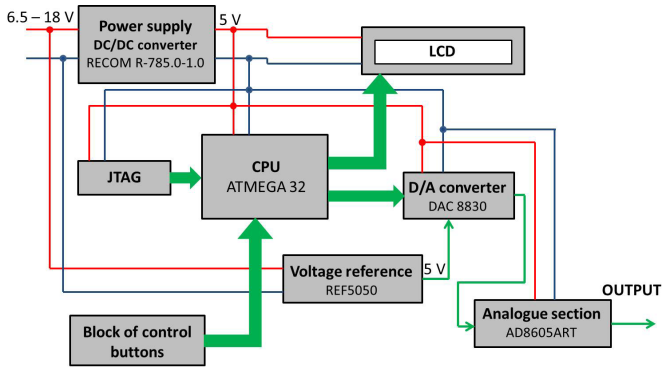 6.5 – 18 V
Power supply
DC/DC converter
RECOM R-785.0-1.0
5 V
LCD
JTAG
CPU
ATMEGA 32
D/A converter
DAC 8830
Voltage reference
REF5050
5 V
Block of control
buttons
Analogue section
AD8605ART
OUTPUT